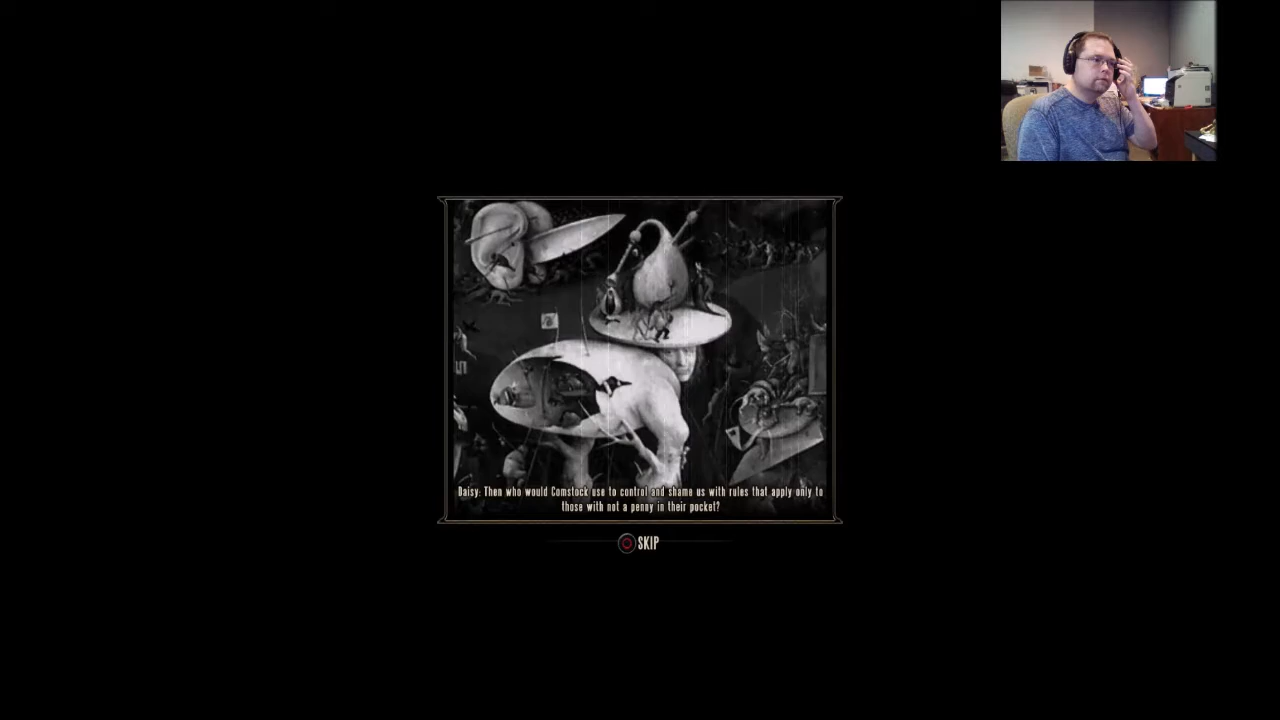 Daisy: Then who would Comstock use to control and shame us with rules that apply only to
those with not a penny in their pocket?
SKIP